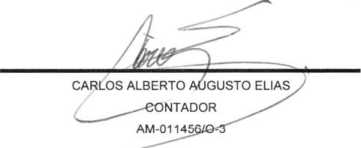 CARLOS ALBERTO AUGUSTO ELIAS
CONTADOR
AM-011456/O-3